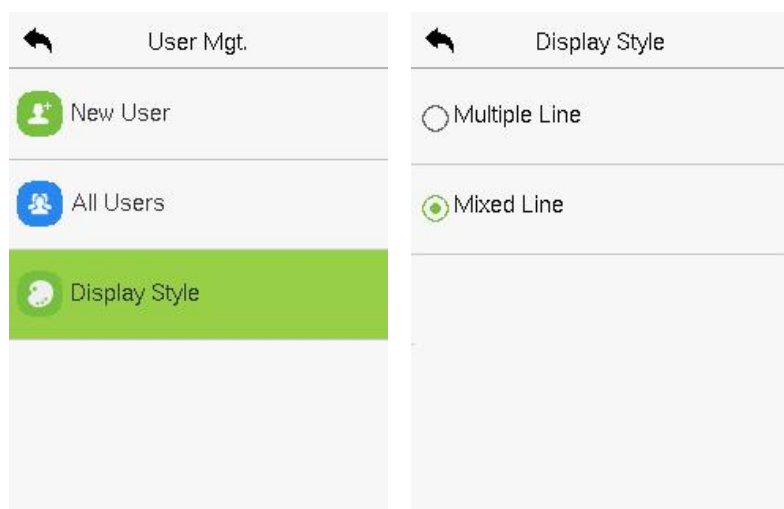 User Mgt.
New User
All Users
Display Style
Display Style
Multiple Line
Mixed Line